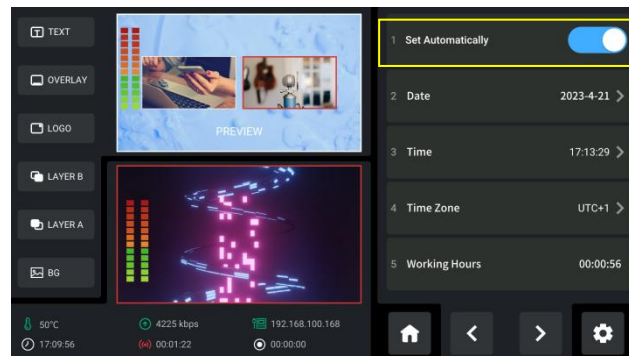 TEXT
OVERLAY
LOGO
LAYER B
LAYER A
BG
PREVIEW
50°C
4225 kbps
192.168.100.168
17:09:56
00:01:22
00:00:00
1 Set Automatically
2 Date 2023-4-21
3 Time 17:13:29
4 Time Zone UTC+1
5 Working Hours 00:00:56